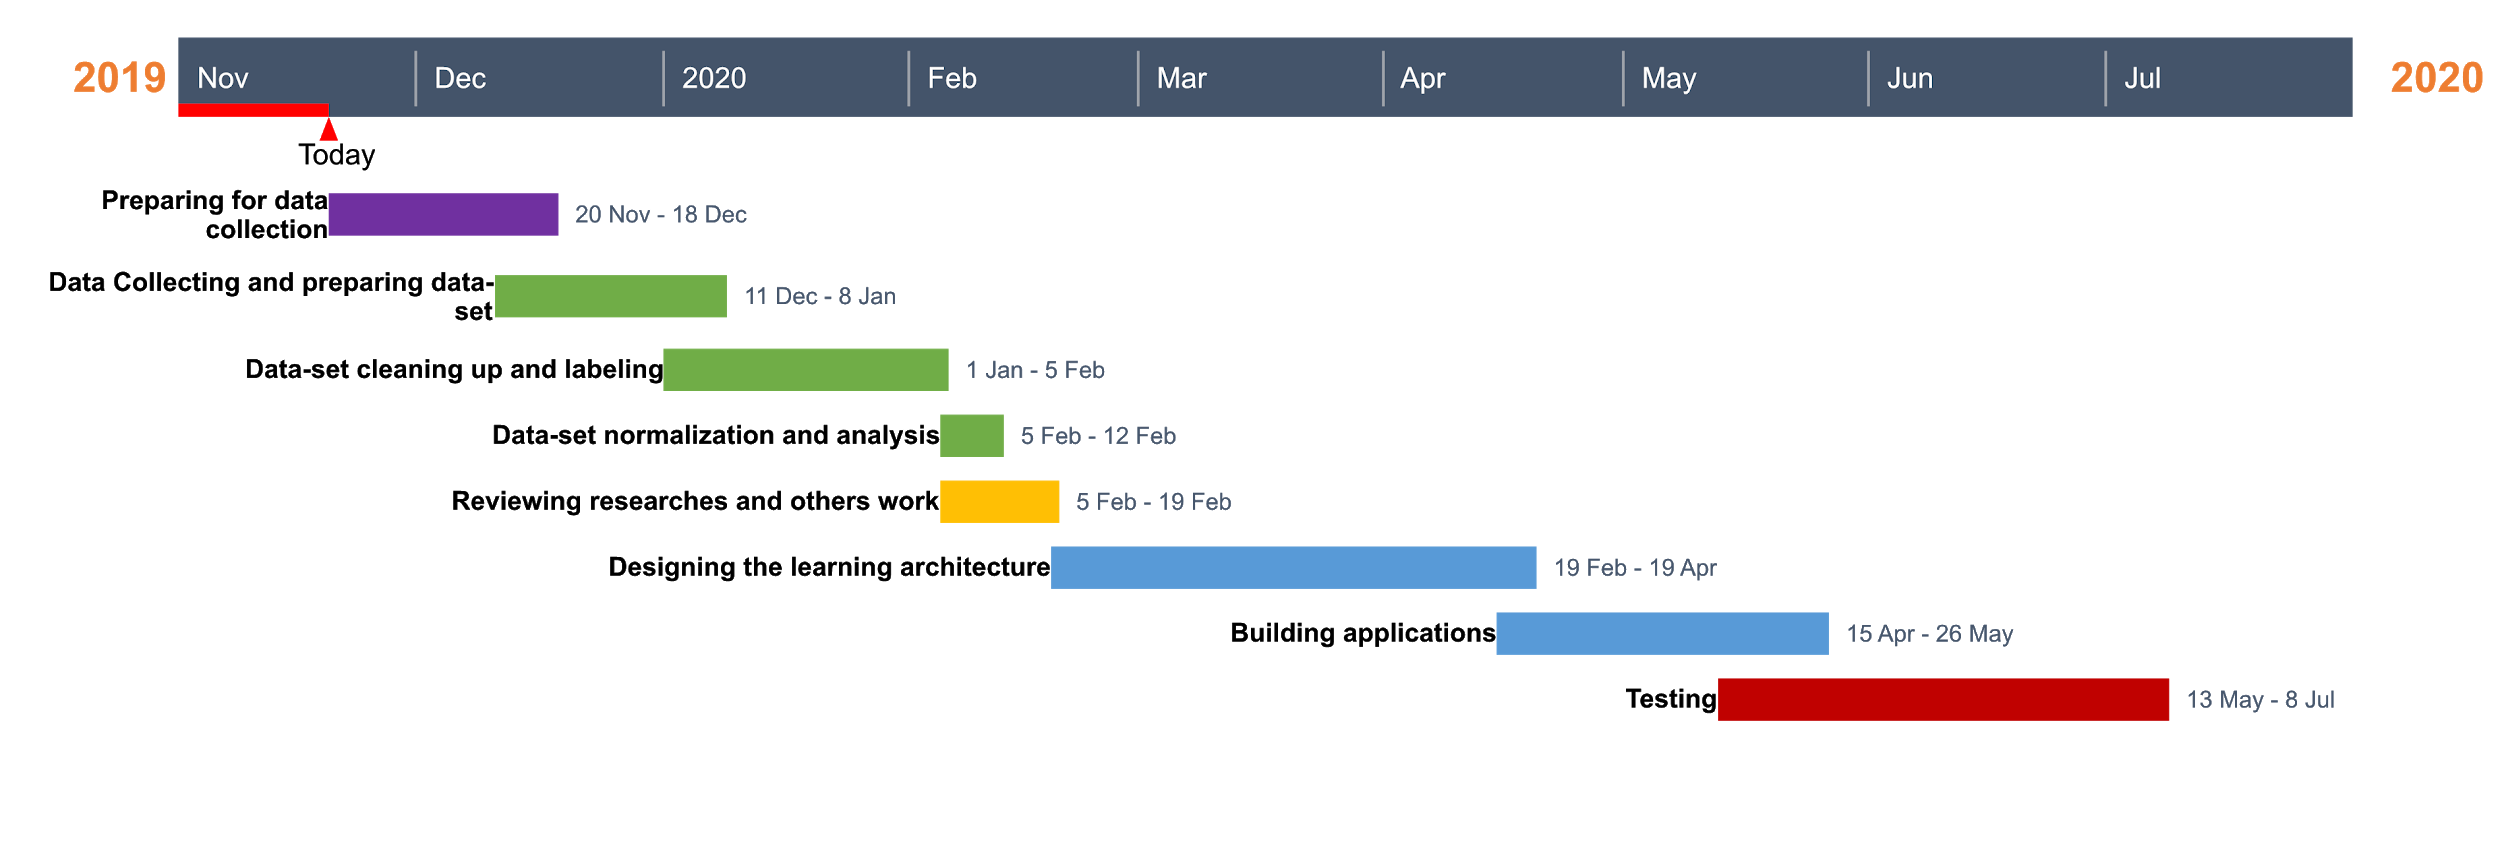 2019
Nov
Dec
2020
Feb
Mar
Apr
May
Jun
Jul
2020
Today
Preparing for data
collection
20 Nov - 18 Dec
Data Collecting and preparing data-
set
11 Dec - 8 Jan
Data-set cleaning up and labeling
1 Jan - 5 Feb
Data-set normalization and analysis
5 Feb - 12 Feb
Reviewing researches and others work
5 Feb - 19 Feb
Designing the learning architecture
19 Feb - 19 Apr
Building applications
15 Apr - 26 May
Testing
13 May - 8 Jul